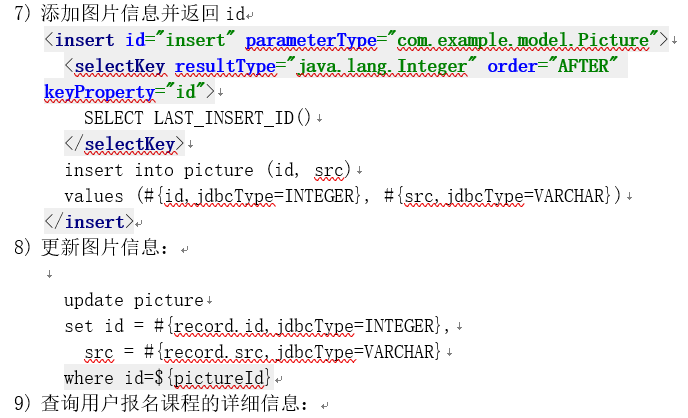 7) 添加图片信息并返回 id
<insert id="insert" parameterType="com.example.model.Picture">
<selectKey resultType="java.lang.Integer" order="AFTER"
keyProperty="id">
SELECT LAST_INSERT_ID()
</selectKey>
insert into picture (id, src)
values (#{id,jdbcType=INTEGER}, #{src,jdbcType=VARCHAR})
</insert>
8) 更新图片信息：
update picture
set id = #{record.id,jdbcType=INTEGER},
src = #{record.src,jdbcType=VARCHAR}
where id=${pictureId}
9) 查询用户报名课程的详细信息：